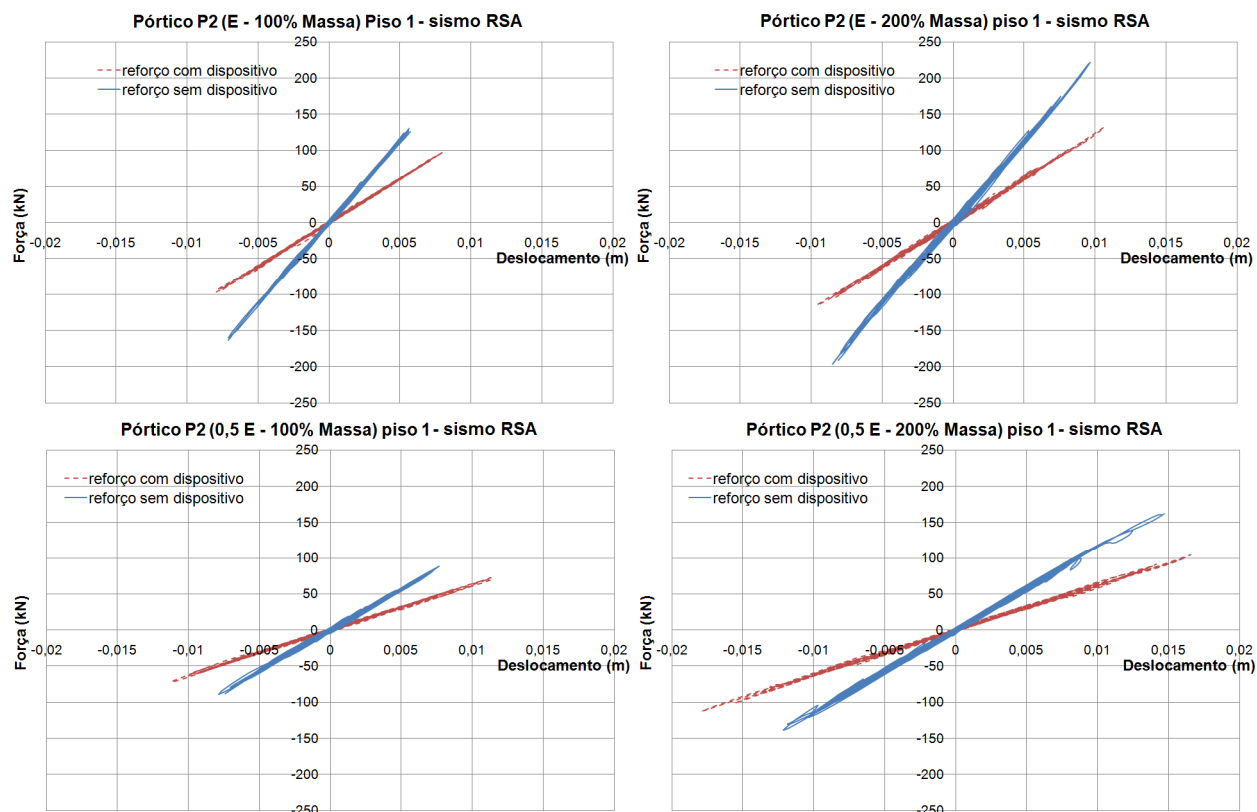 Pórtico P2 (E - 100% Massa) Piso 1 - sismo RSA
250
200
150
100
50
0
-50
-100
-150
-200
-250
-0,02 -0,015 -0,01 -0,005 0 0,005 0,01 0,015 0,02
Força (kN)
Deslocamento (m)
reforço com dispositivo
reforço sem dispositivo
Pórtico P2 (E - 200% Massa) piso 1 - sismo RSA
250
200
150
100
50
0
-50
-100
-150
-200
-250
-0,02 -0,015 -0,01 -0,005 0 0,005 0,01 0,015 0,02
Força (kN)
Deslocamento (m)
reforço com dispositivo
reforço sem dispositivo
Pórtico P2 (0,5 E - 100% Massa) piso 1 - sismo RSA
250
200
150
100
50
0
-50
-100
-150
-200
-250
-0,02 -0,015 -0,01 -0,005 0 0,005 0,01 0,015 0,02
Força (kN)
Deslocamento (m)
reforço com dispositivo
reforço sem dispositivo
Pórtico P2 (0,5 E - 200% Massa) piso 1 - sismo RSA
250
200
150
100
50
0
-50
-100
-150
-200
-250
-0,02 -0,015 -0,01 -0,005 0 0,005 0,01 0,015 0,02
Força (kN)
Deslocamento (m)
reforço com dispositivo
reforço sem dispositivo